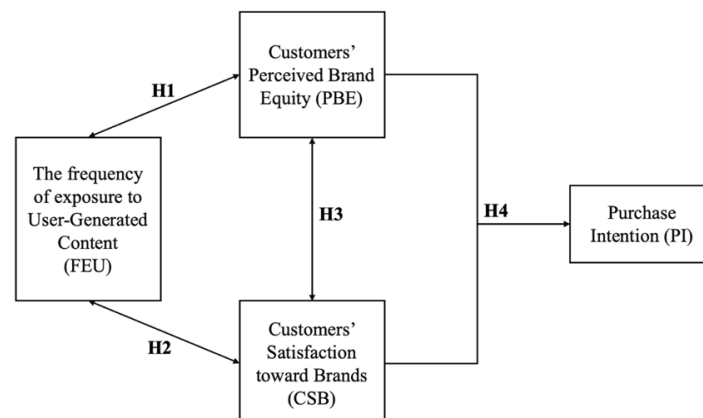 Customers’
Perceived Brand
Equity (PBE)
H1
The frequency
of exposure to
User-Generated
Content
(FEU)
H3
H4
Purchase
Intention (PI)
H2
Customers’
Satisfaction
toward Brands
(CSB)